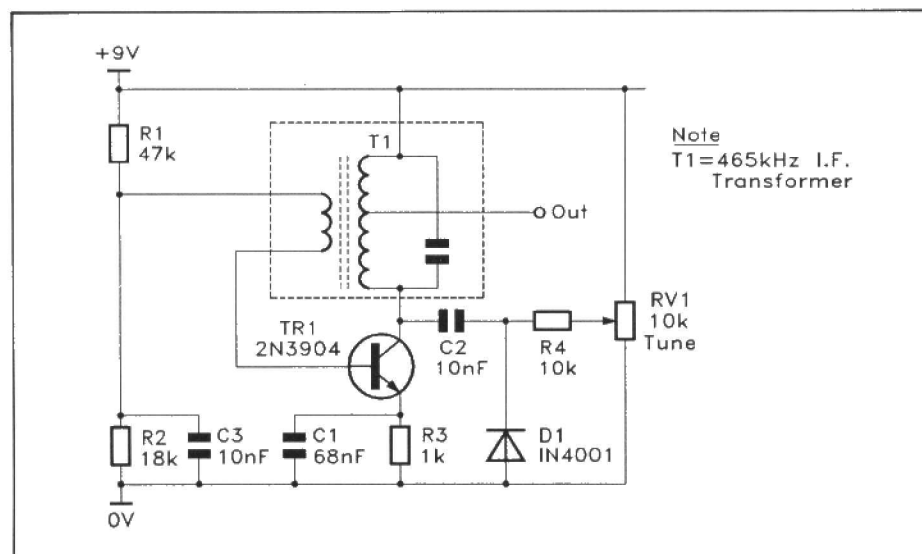 +9V
R1
47k
T1
Note
T1=465kHz I.F.
Transformer
Out
TR1
2N3904
C2
10nF
R4
10k
RV1
10k
Tune
R2
18k
C3
10nF
C1
68nF
R3
1k
D1
IN4001
0V